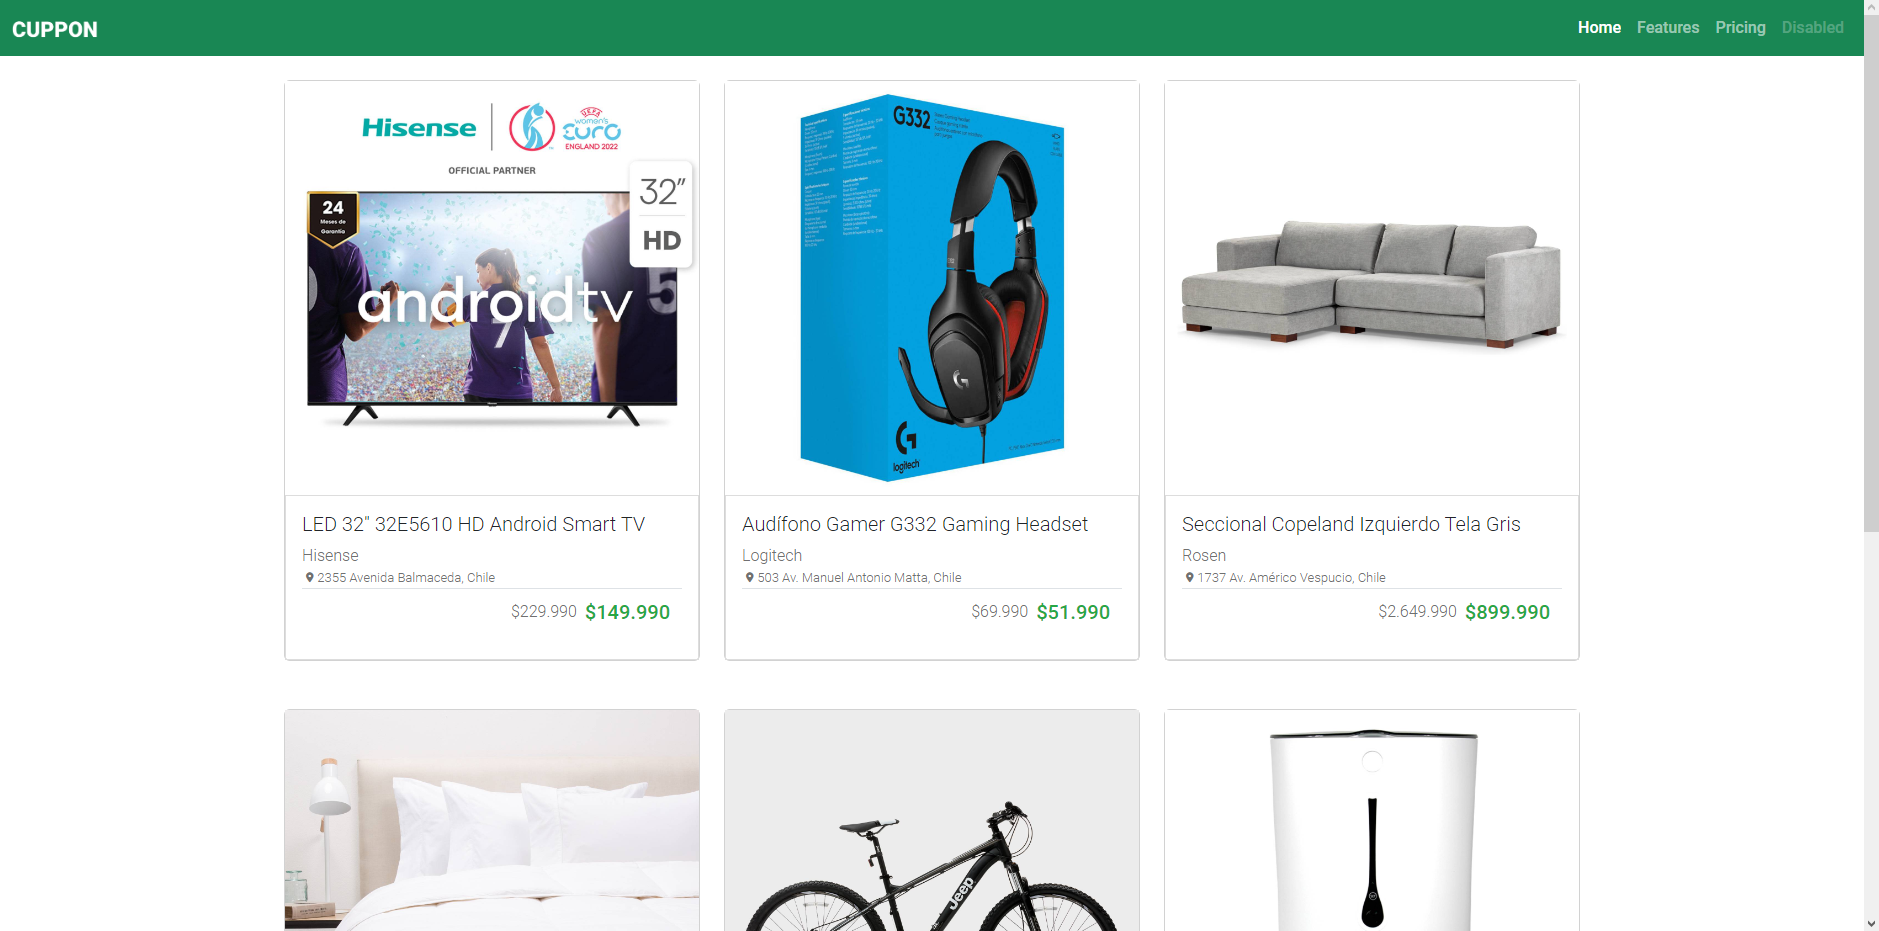 CUPPON
Home Features Pricing Disabled
Hisense
UEFA
women's
EURO
ENGLAND 2022
OFFICIAL PARTNER
24
Meses de
Garantía
32"
HD
androidtv
7
5
G332
logitech
LED 32" 32E5610 HD Android Smart TV
Hisense
2355 Avenida Balmaceda, Chile
$229.990 $149.990
Audífono Gamer G332 Gaming Headset
Logitech
503 Av. Manuel Antonio Matta, Chile
$69.990 $51.990
Seccional Copeland Izquierdo Tela Gris
Rosen
1737 Av. Américo Vespucio, Chile
$2.649.990 $899.990
Jeep